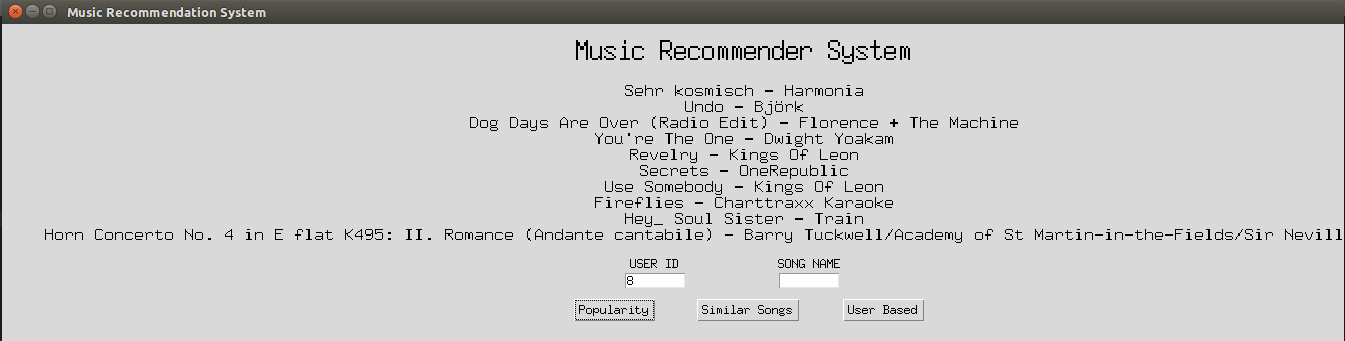 Music Recommendation System
Music Recommender System
Sehr kosmisch - Harmonia
Undo - Björk
Dog Days Are Over (Radio Edit) - Florence + The Machine
You're The One - Dwight Yoakam
Revelry - Kings Of Leon
Secrets - OneRepublic
Use Somebody - Kings Of Leon
Fireflies - Charttraxx Karaoke
Hey_ Soul Sister - Train
Horn Concerto No. 4 in E flat K495: II. Romance (Andante cantabile) - Barry Tuckwell/Academy of St Martin-in-the-Fields/Sir Nevill
USER ID SONG NAME
8
Popularity Similar Songs User Based